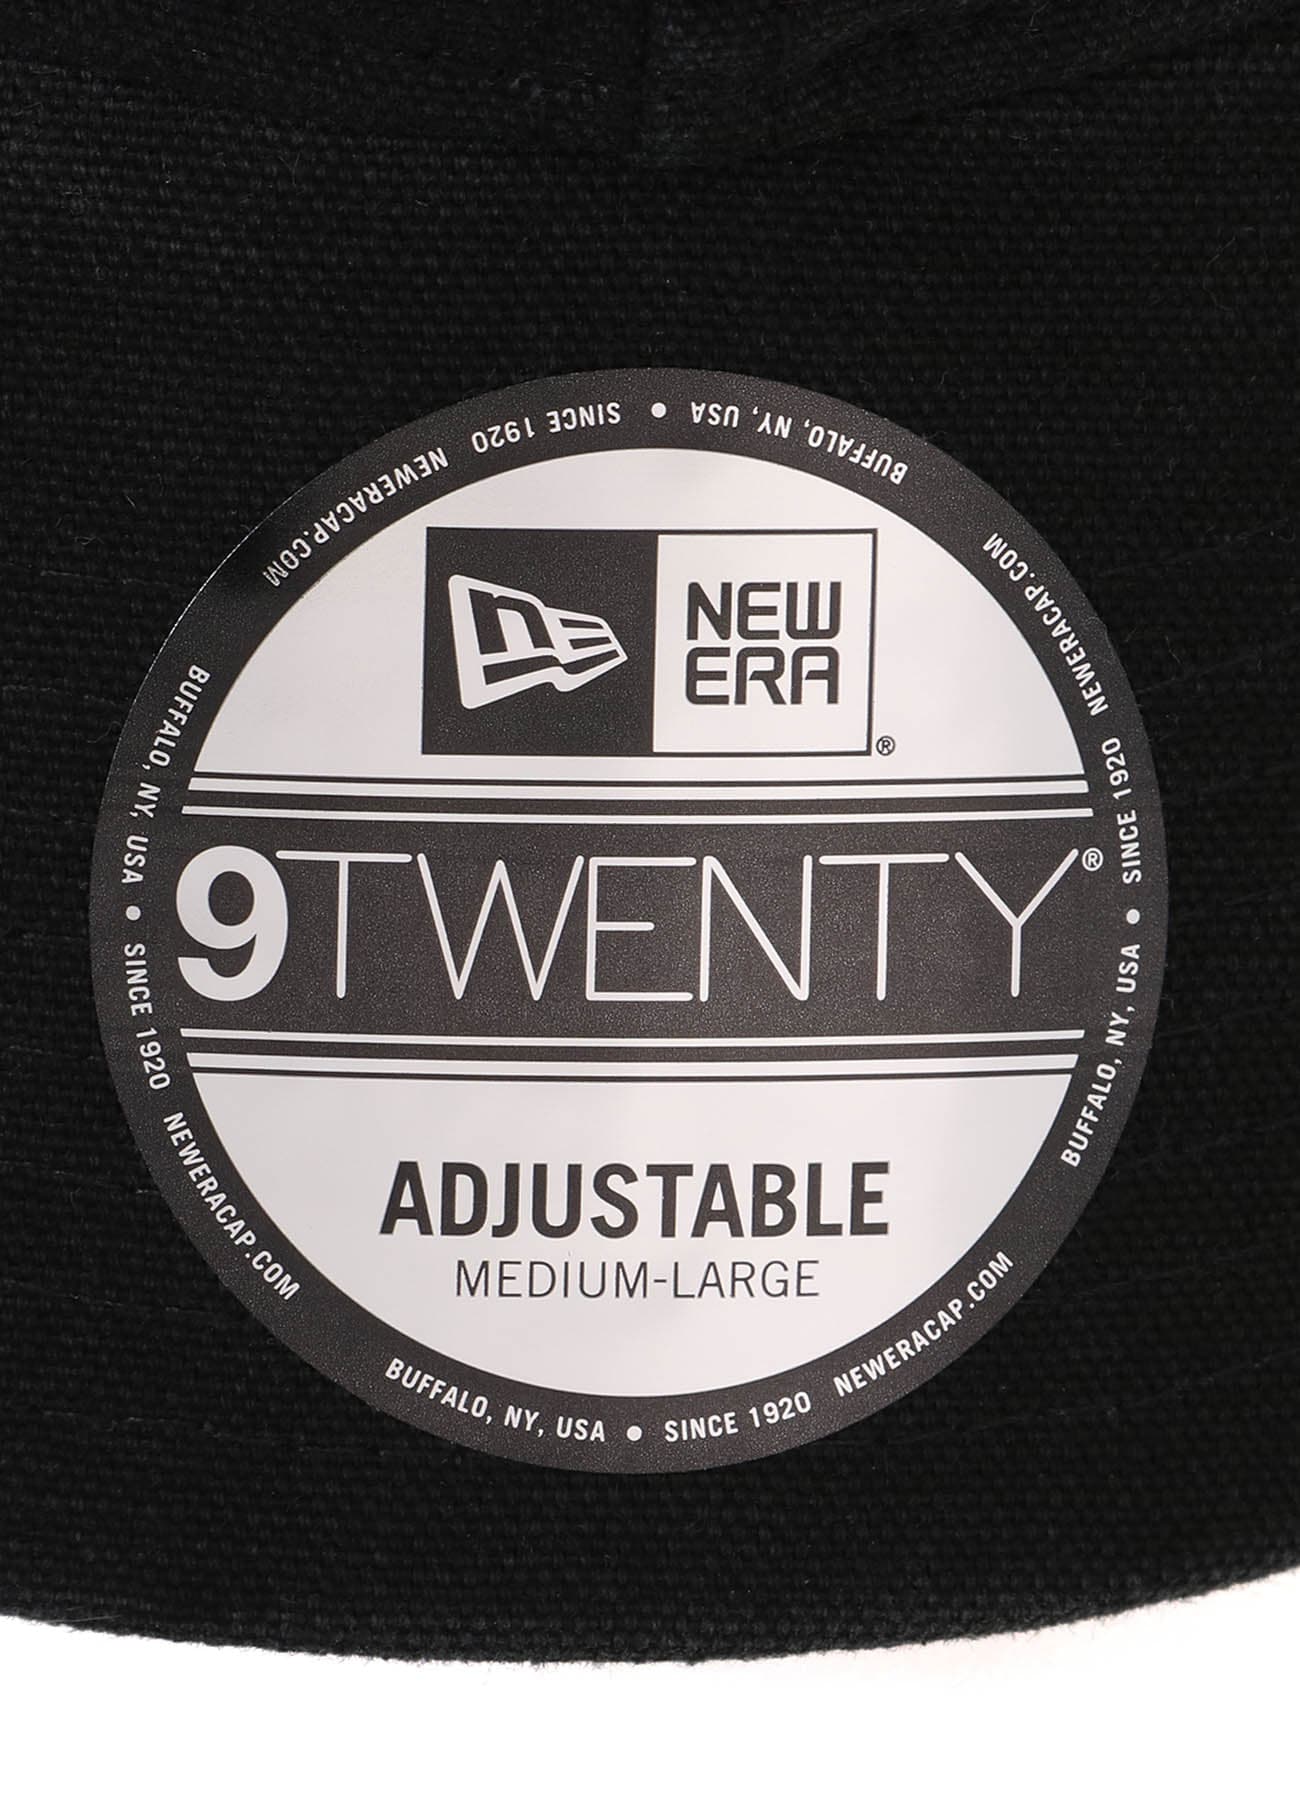 NEW
ERA®
9TWENTY®
ADJUSTABLE
MEDIUM-LARGE
BUFFALO, NY, USA • SINCE 1920 NEWERACAP.COM
BUFFALO, NY, USA • SINCE 1920 NEWERACAP.COM
BUFFALO, NY, USA • SINCE 1920 NEWERACAP.COM
BUFFALO, NY, USA • SINCE 1920 NEWERACAP.COM